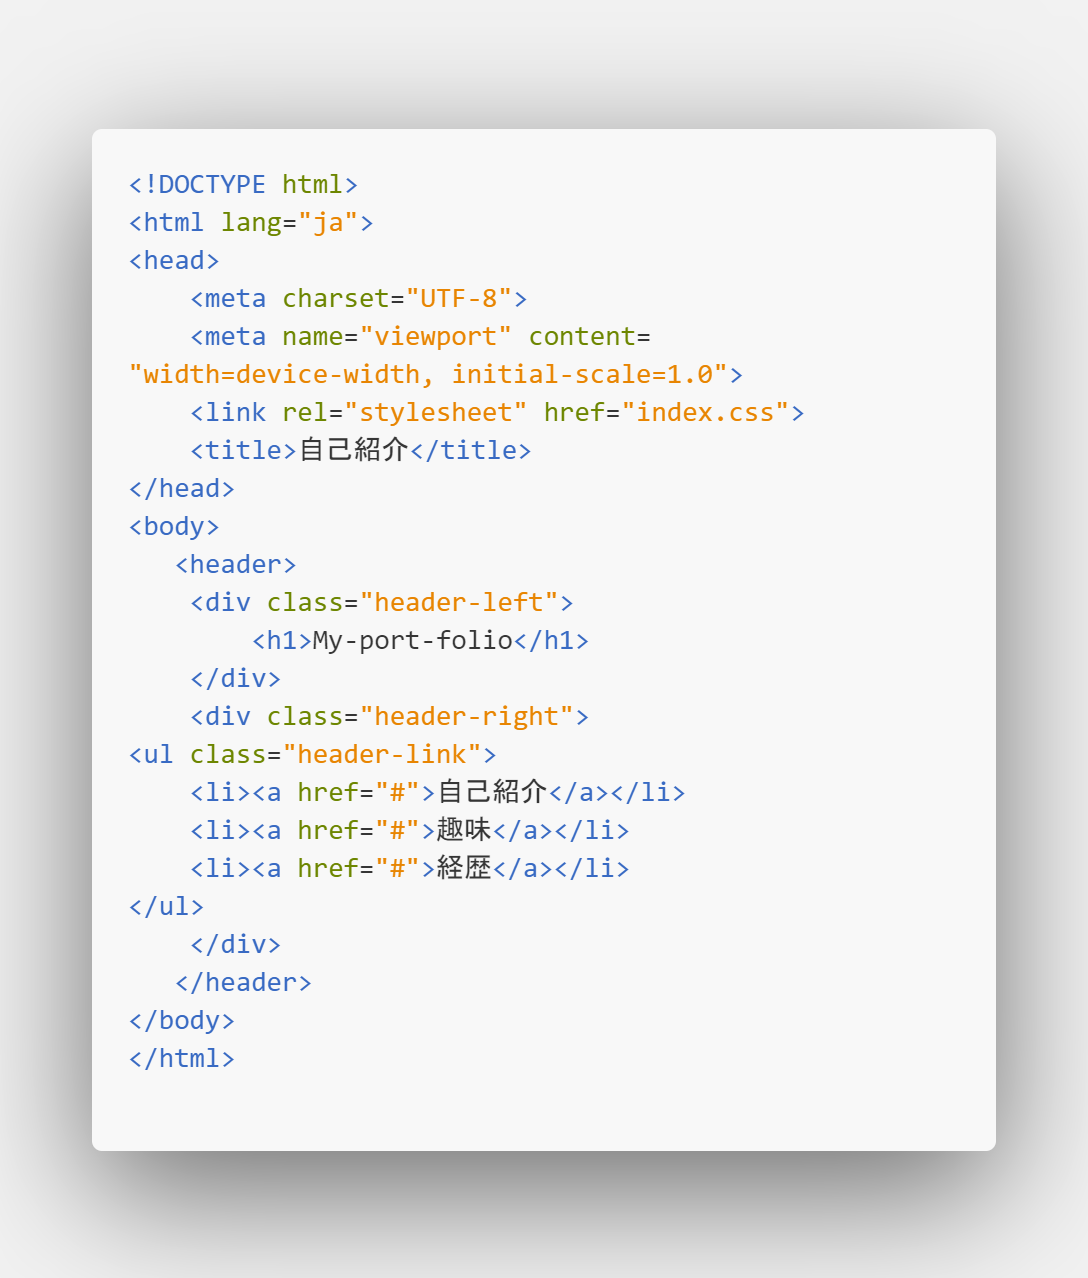 <!DOCTYPE html>
<html lang="ja">
<head>
    <meta charset="UTF-8">
    <meta name="viewport" content=
"width=device-width, initial-scale=1.0">
    <link rel="stylesheet" href="index.css">
    <title>自己紹介</title>
</head>
<body>
   <header>
    <div class="header-left">
        <h1>My-port-folio</h1>
    </div>
    <div class="header-right">
<ul class="header-link">
    <li><a href="#">自己紹介</a></li>
    <li><a href="#">趣味</a></li>
    <li><a href="#">経歴</a></li>
</ul>
    </div>
   </header>
</body>
</html>